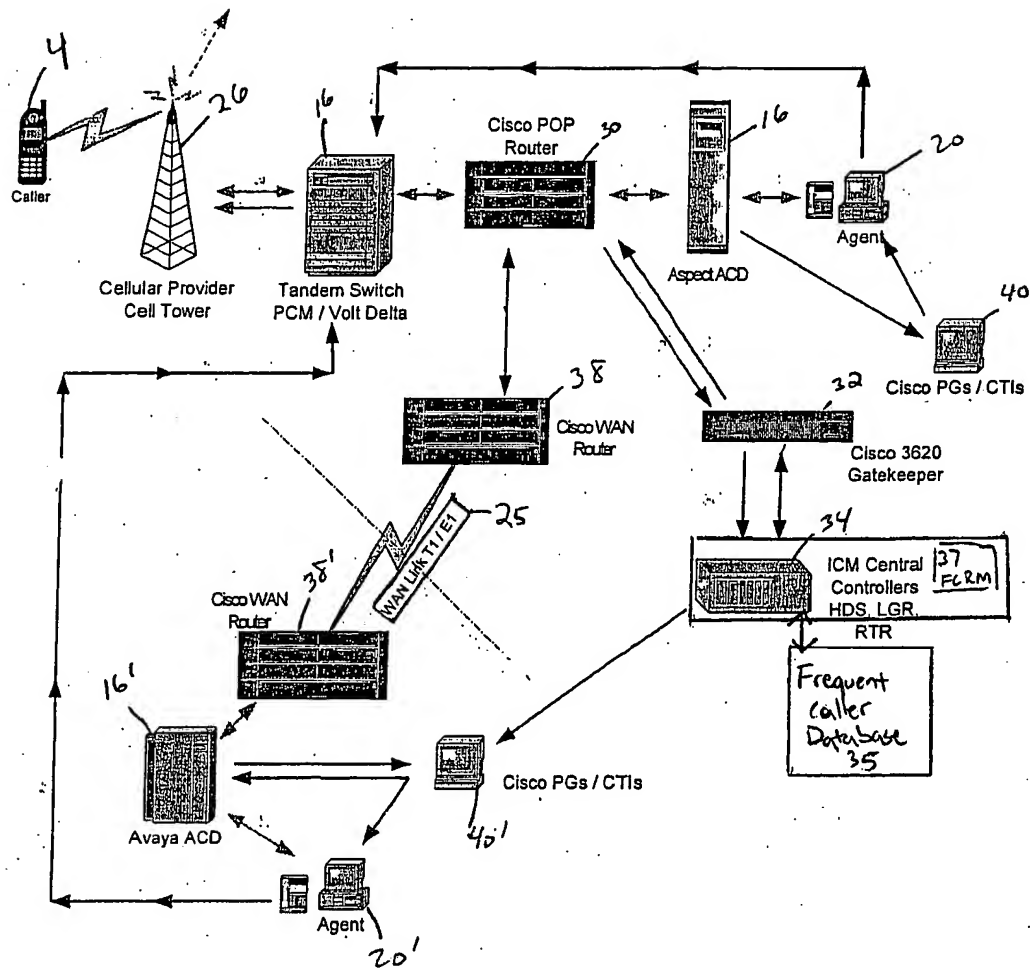 4
26
Caller
Cellular Provider
Cell Tower
16
Tandem Switch
PCM / Volt Delta
Cisco POP
Router
30
16
Aspect ACD
20
Agent
40
Cisco PGs / CTIs
38
Cisco WAN
Router
32
Cisco 3620
Gatekeeper
25
WAN Link T1 / E1
34
ICM Central
Controllers
HDS, LGR,
RTR
37
FCRM
38'
Cisco WAN
Router
Frequent
caller
Database
35
16'
Avaya ACD
Cisco PGs / CTIs
40'
Agent
20'